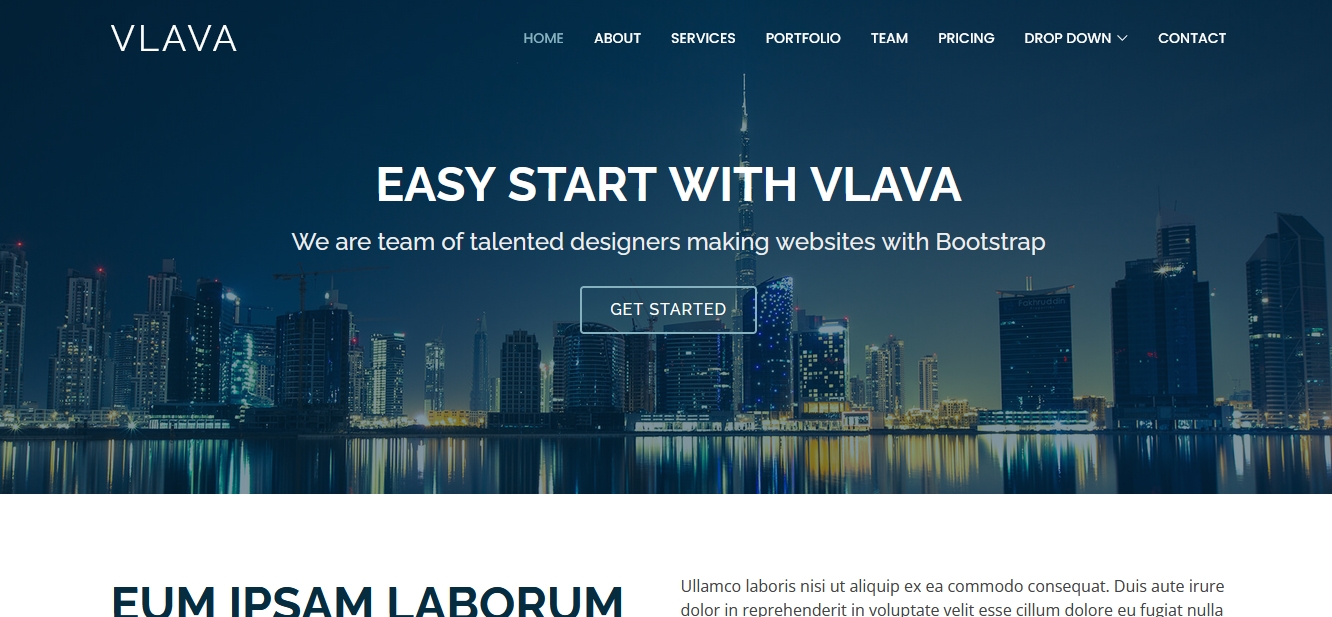 VLAVA
HOME ABOUT SERVICES PORTFOLIO TEAM PRICING DROP DOWN CONTACT
EASY START WITH VLAVA
We are team of talented designers making websites with Bootstrap
GET STARTED
Fakhruddin
EUM IPSAM LABORUM
Ullamco laboris nisi ut aliquip ex ea commodo consequat. Duis aute irure
dolor in reprehenderit in voluptate velit esse cillum dolore eu fugiat nulla